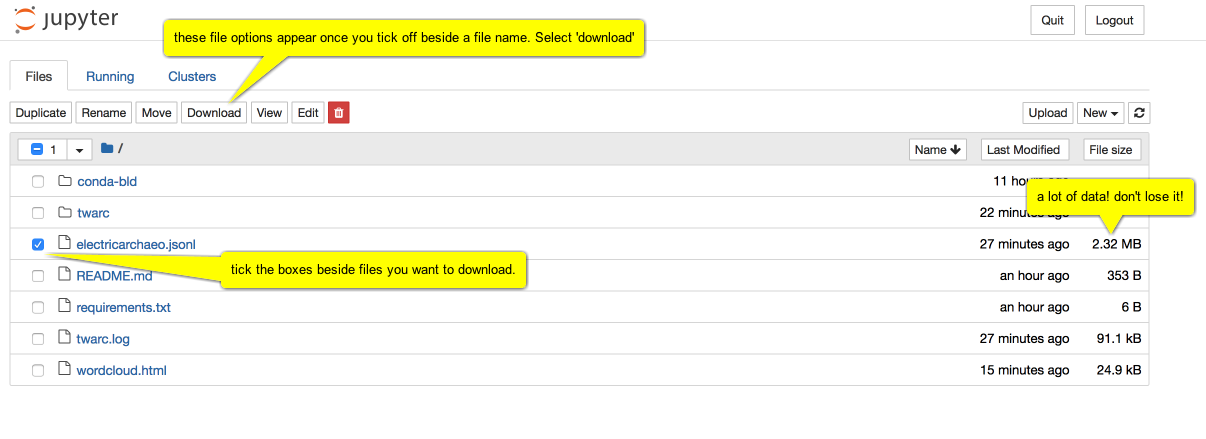 jupyter
Quit
Logout
these file options appear once you tick off beside a file name. Select 'download'
Files
Running
Clusters
Duplicate
Rename
Move
Download
View
Edit
Upload
New
1
/
Name
Last Modified
File size
conda-bld
11 hours ago
a lot of data! don't lose it!
twarc
22 minutes ago
electricarchaeo.jsonl
27 minutes ago
2.32 MB
tick the boxes beside files you want to download.
README.md
an hour ago
353 B
requirements.txt
an hour ago
6 B
twarc.log
27 minutes ago
91.1 kB
wordcloud.html
15 minutes ago
24.9 kB